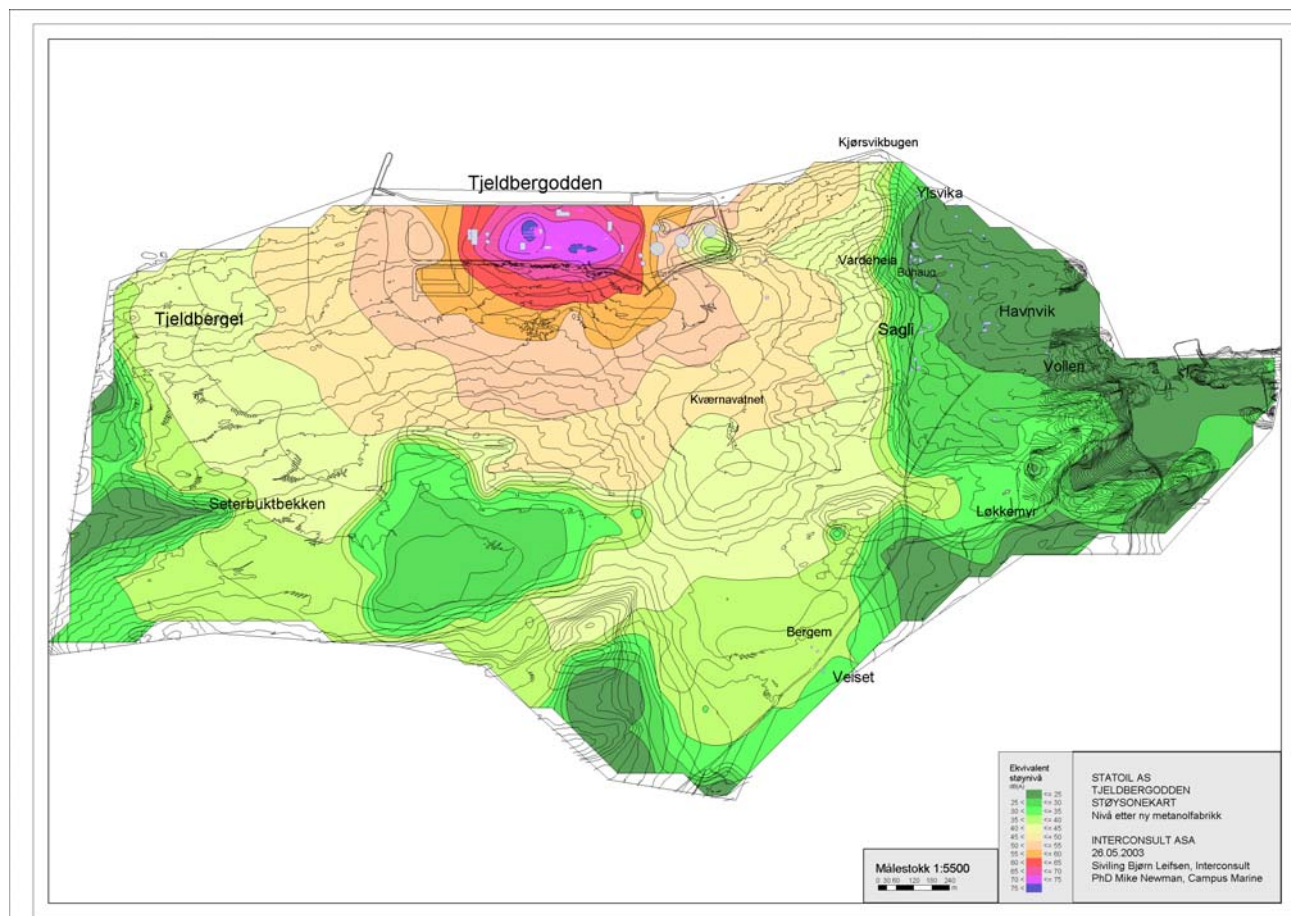 Kjørsvikbugen
Tjeldbergodden
Ylsvika
Vardeheia
Buhaug
Tjeldberget
Havnvik
Sagli
Vollen
Kværnavatnet
Seterbuktbekken
Løkkemyr
Bergem
Veiset
Ekvivalent
støynivå
dB(A)
<= 25
25 < <= 30
30 < <= 35
35 < <= 40
40 < <= 45
45 < <= 50
50 < <= 55
55 < <= 60
60 < <= 65
65 < <= 70
70 < <= 75
75 <
STATOIL AS
TJELDBERGODDEN
STØYSONEKART
Nivå etter ny metanolfabrikk
INTERCONSULT ASA
26.05.2003
Siviling Bjørn Leifsen, Interconsult
PhD Mike Newman, Campus Marine
Målestokk 1:5500
0 30 60 120 180 240
m